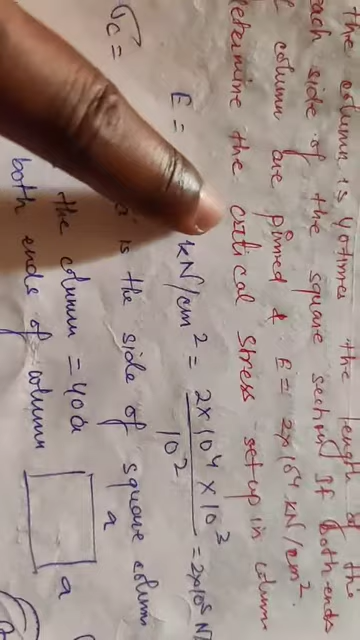 the column is 40 times the length of the
each side of the square section If both ends
column are pinned & E = 2×10⁴ kN/cm².
determine the critical stress set up in column
σc =
E = kN/cm² = 2×10⁴×10³ / 10² = 2×10⁵ N
is the side of square column
the column = 40a
both ends of column
a
a